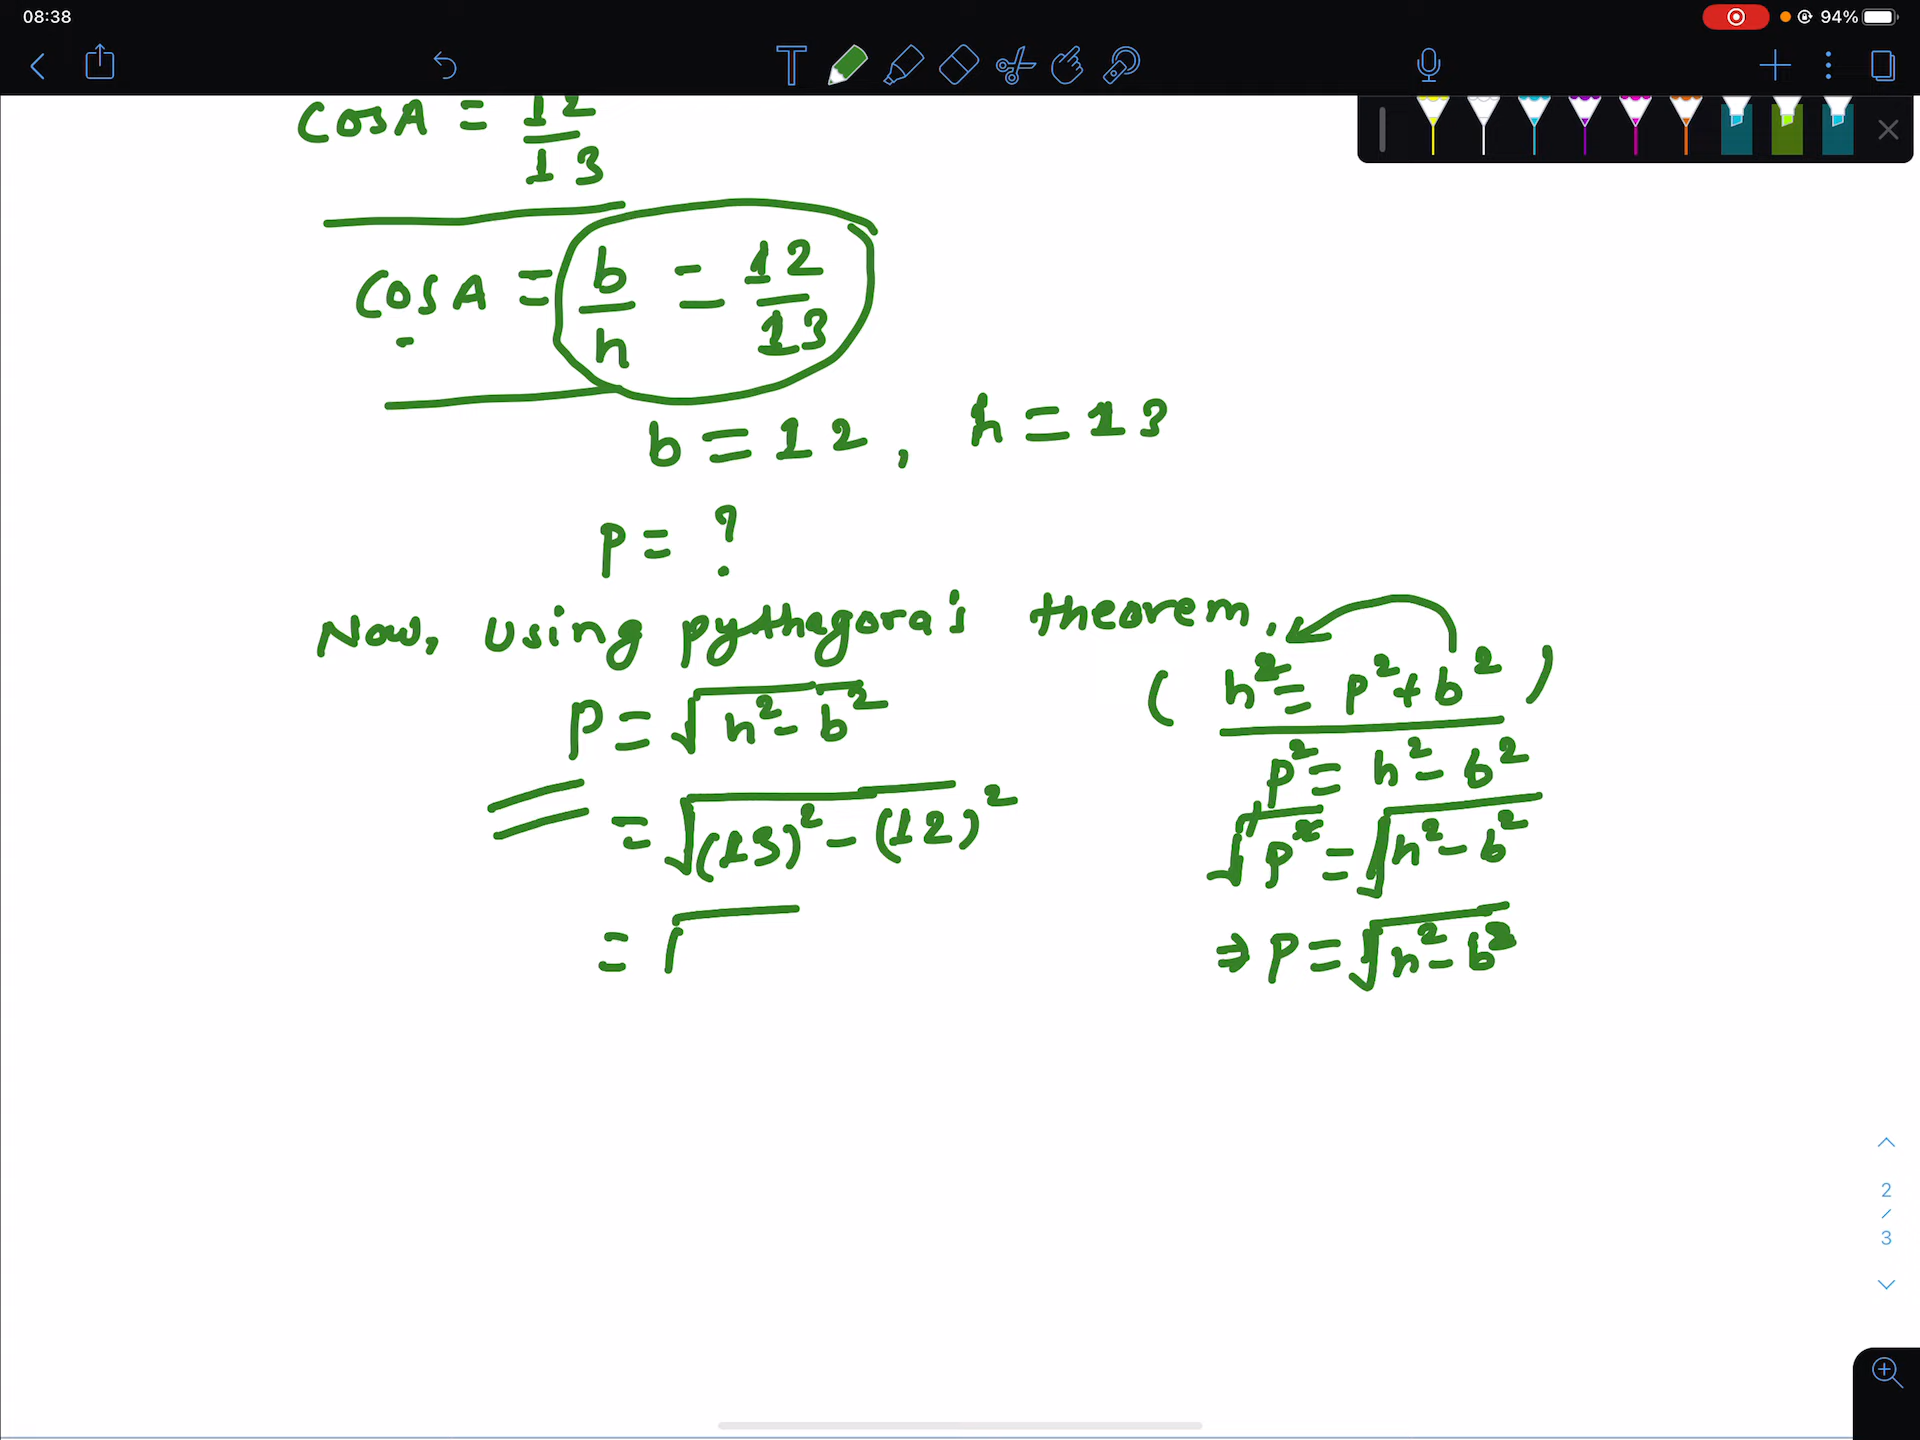 08:38
94%
T
COSA = 12/13
COSA = b/h = 12/13
b = 12, h = 13
P = ?
Now, Using pythagora's theorem.
( h² = p² + b² )
P = √(h² - b²)
p² = h² - b²
= √((13)² - (12)²)
√p² = √(h² - b²)
= √
⇒ P = √(h² - b²)
2
/
3